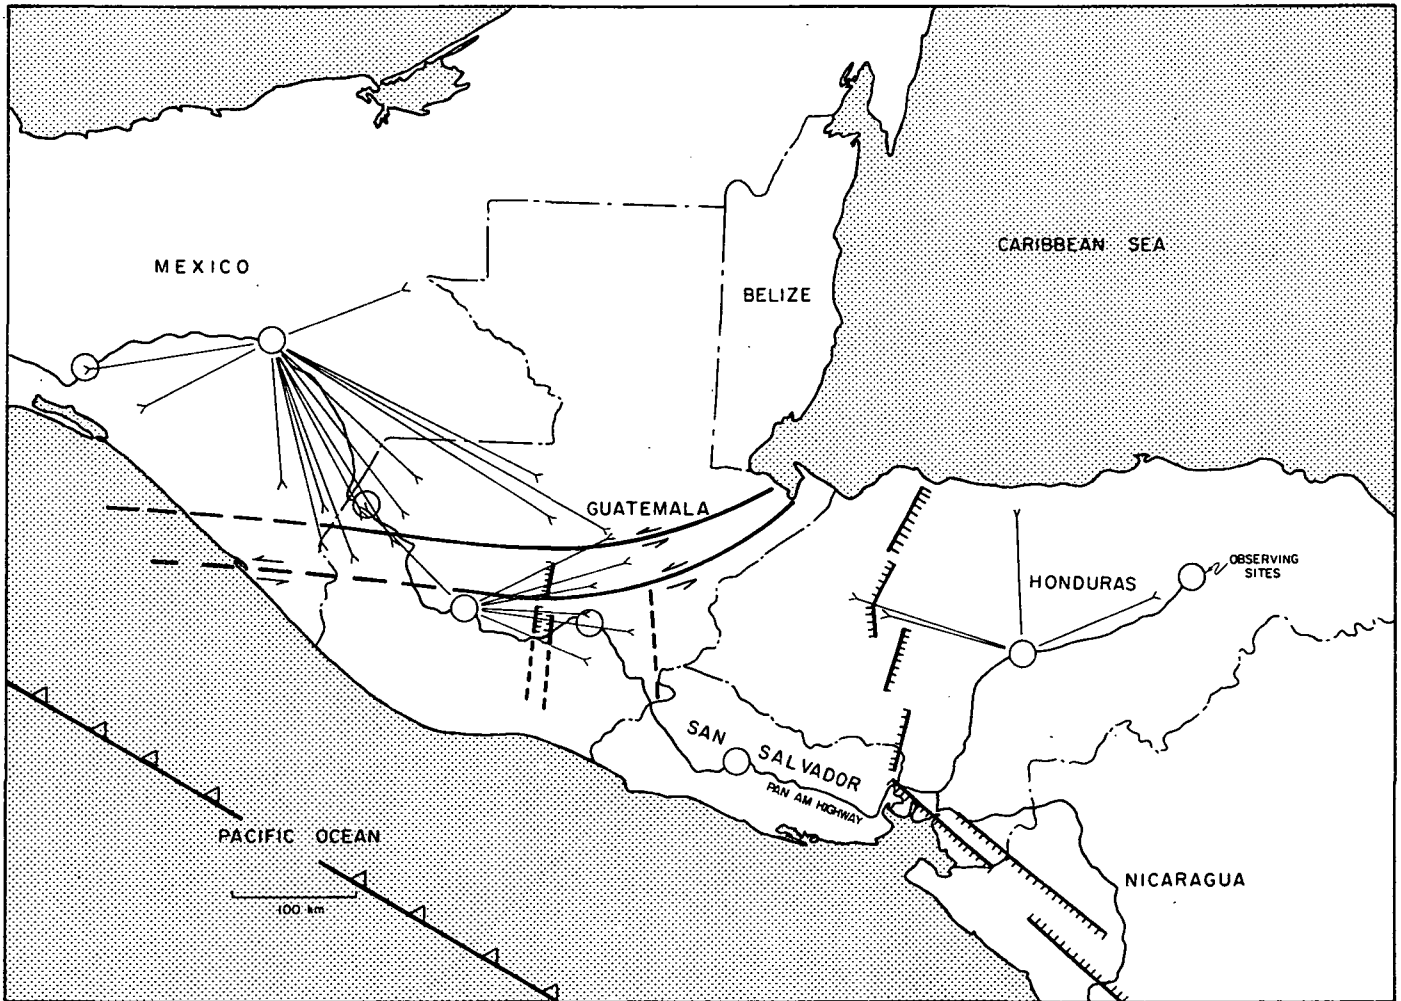 CARIBBEAN SEA
MEXICO
BELIZE
GUATEMALA
OBSERVING
SITES
HONDURAS
SAN SALVADOR
PAN AM HIGHWAY
PACIFIC OCEAN
NICARAGUA
100 km